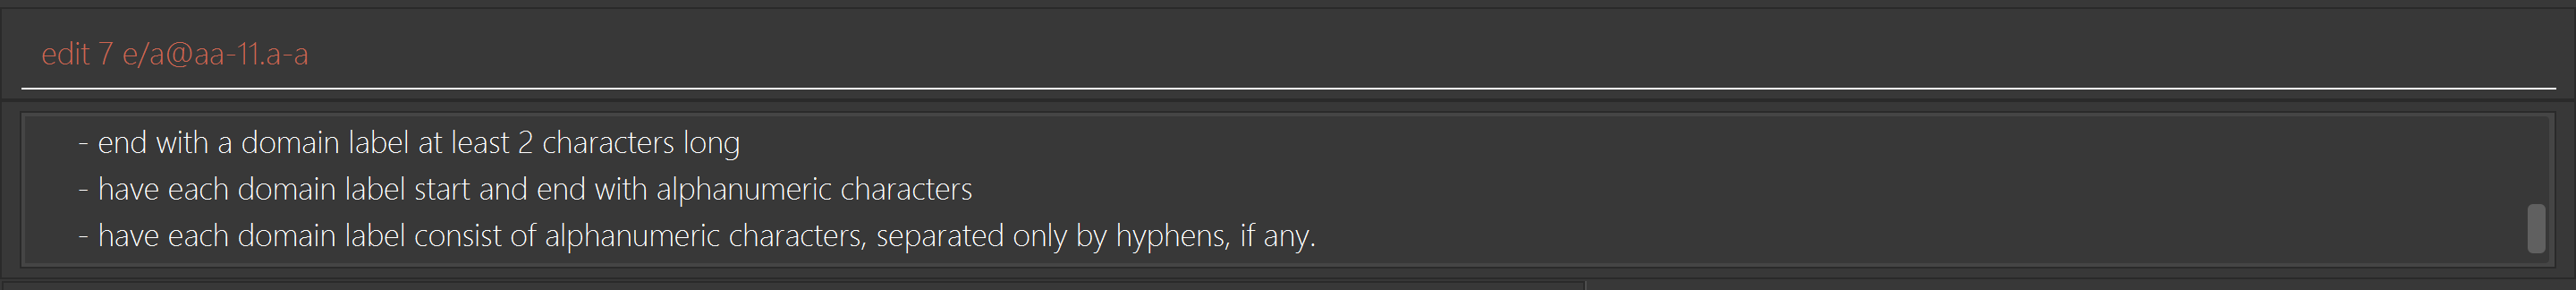 edit 7 e/a@aa-11.a-a
- end with a domain label at least 2 characters long
- have each domain label start and end with alphanumeric characters
- have each domain label consist of alphanumeric characters, separated only by hyphens, if any.